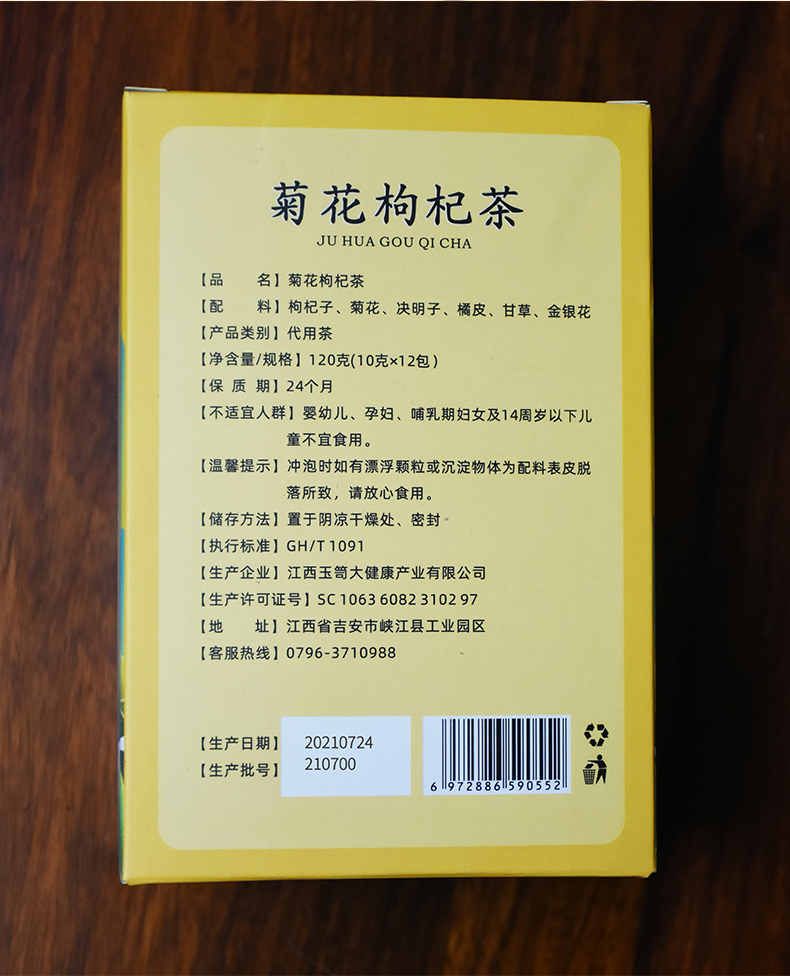 菊花枸杞茶
JU HUA GOU QI CHA
【品 名】菊花枸杞茶
【配 料】枸杞子、菊花、决明子、橘皮、甘草、金银花
【产品类别】代用茶
【净含量/规格】120克(10克×12包)
【保 质 期】24个月
【不适宜人群】婴幼儿、孕妇、哺乳期妇女及14周岁以下儿
童不宜食用。
【温馨提示】冲泡时如有漂浮颗粒或沉淀物体为配料表皮脱
落所致，请放心食用。
【储存方法】置于阴凉干燥处、密封
【执行标准】GH/T 1091
【生产企业】江西玉笥大健康产业有限公司
【生产许可证号】SC 1063 6082 3102 97
【地 址】江西省吉安市峡江县工业园区
【客服热线】0796-3710988
【生产日期】 20210724
【生产批号】 210700
6 972886 590552